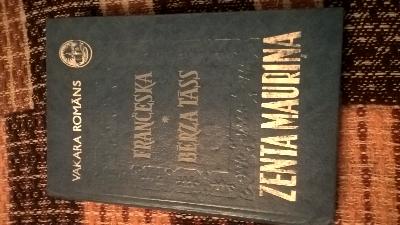 VAKARA ROMĀNS
FRANČESKA
*
BĒRZA TĀSS
ZENTA MAURIŅA